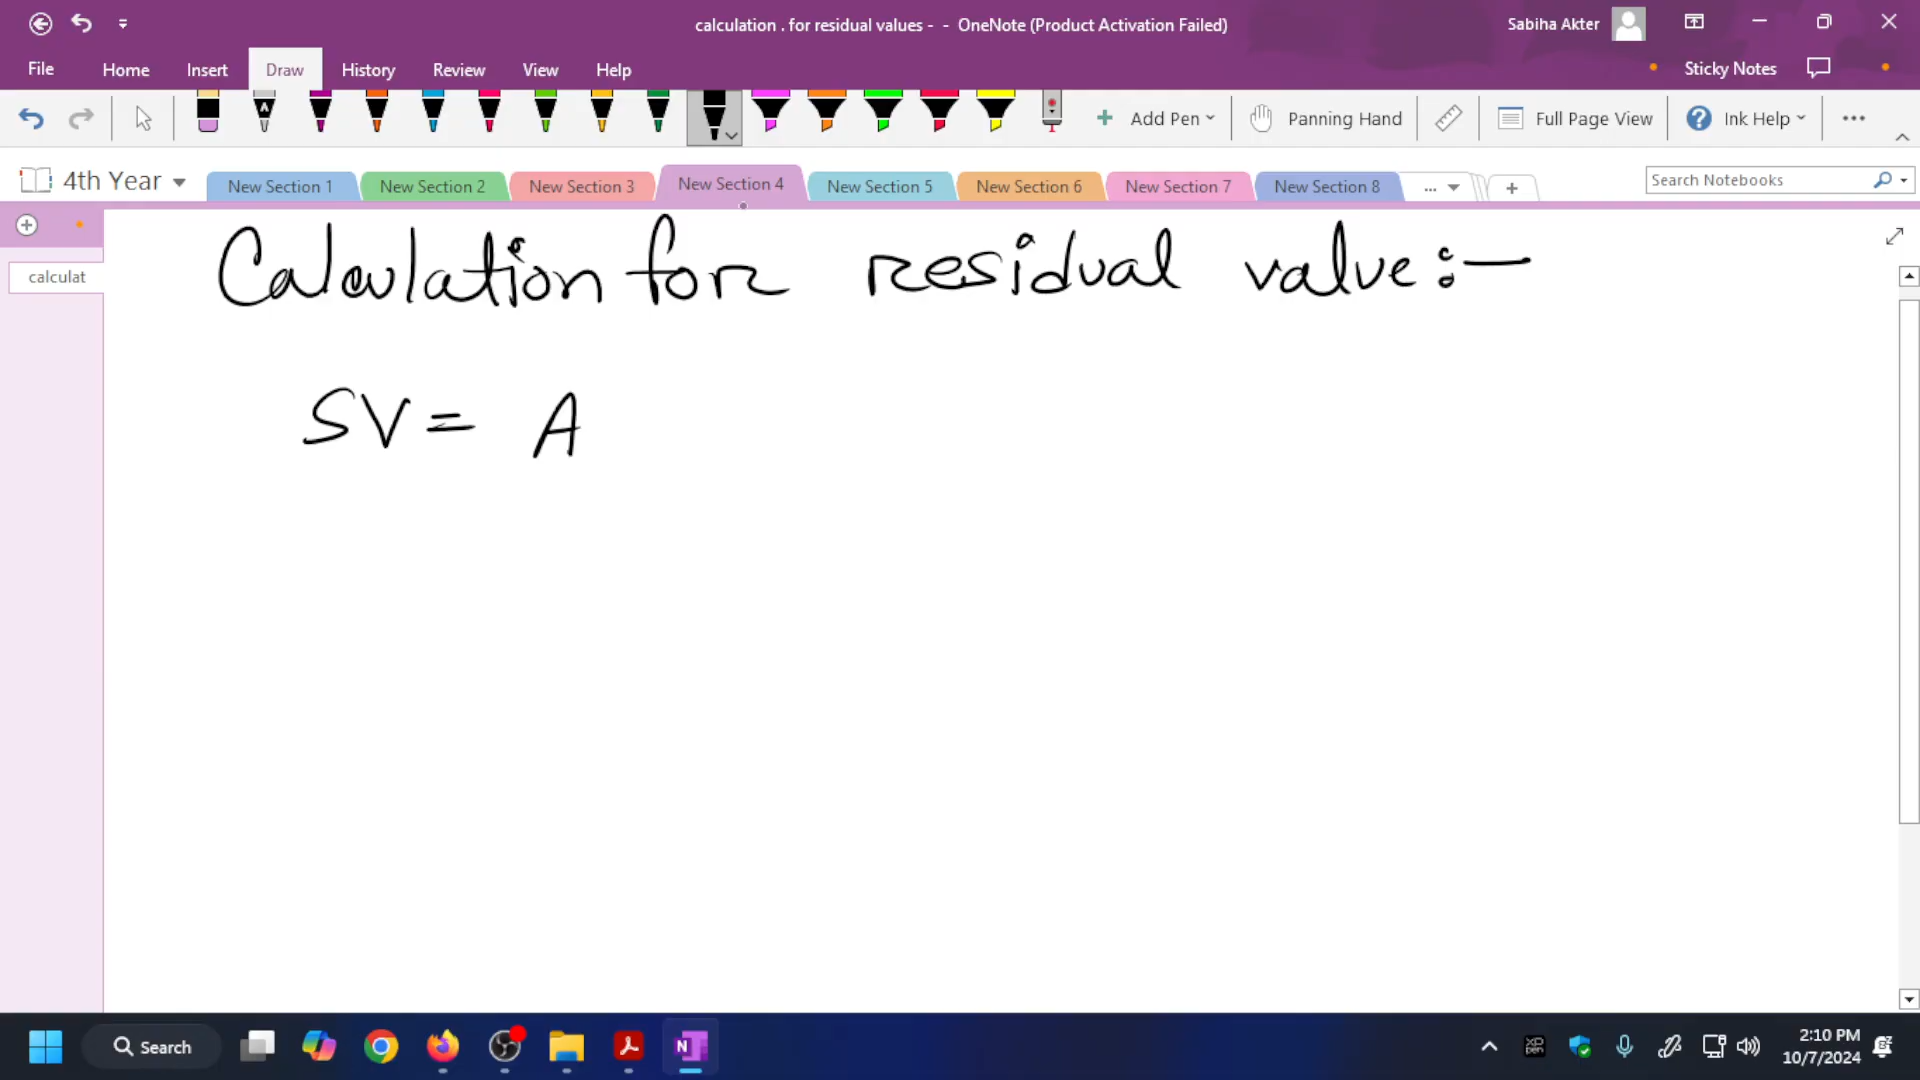 calculation . for residual values - - OneNote (Product Activation Failed)
Sabiha Akter
File Home Insert Draw History Review View Help
Sticky Notes
A
Add Pen
Panning Hand
Full Page View
Ink Help
4th Year
New Section 1 New Section 2 New Section 3 New Section 4 New Section 5 New Section 6 New Section 7 New Section 8 ... +
Search Notebooks
calculat
Calculation for residual value:-
SV= A
Search
XP PEN
2:10 PM
10/7/2024